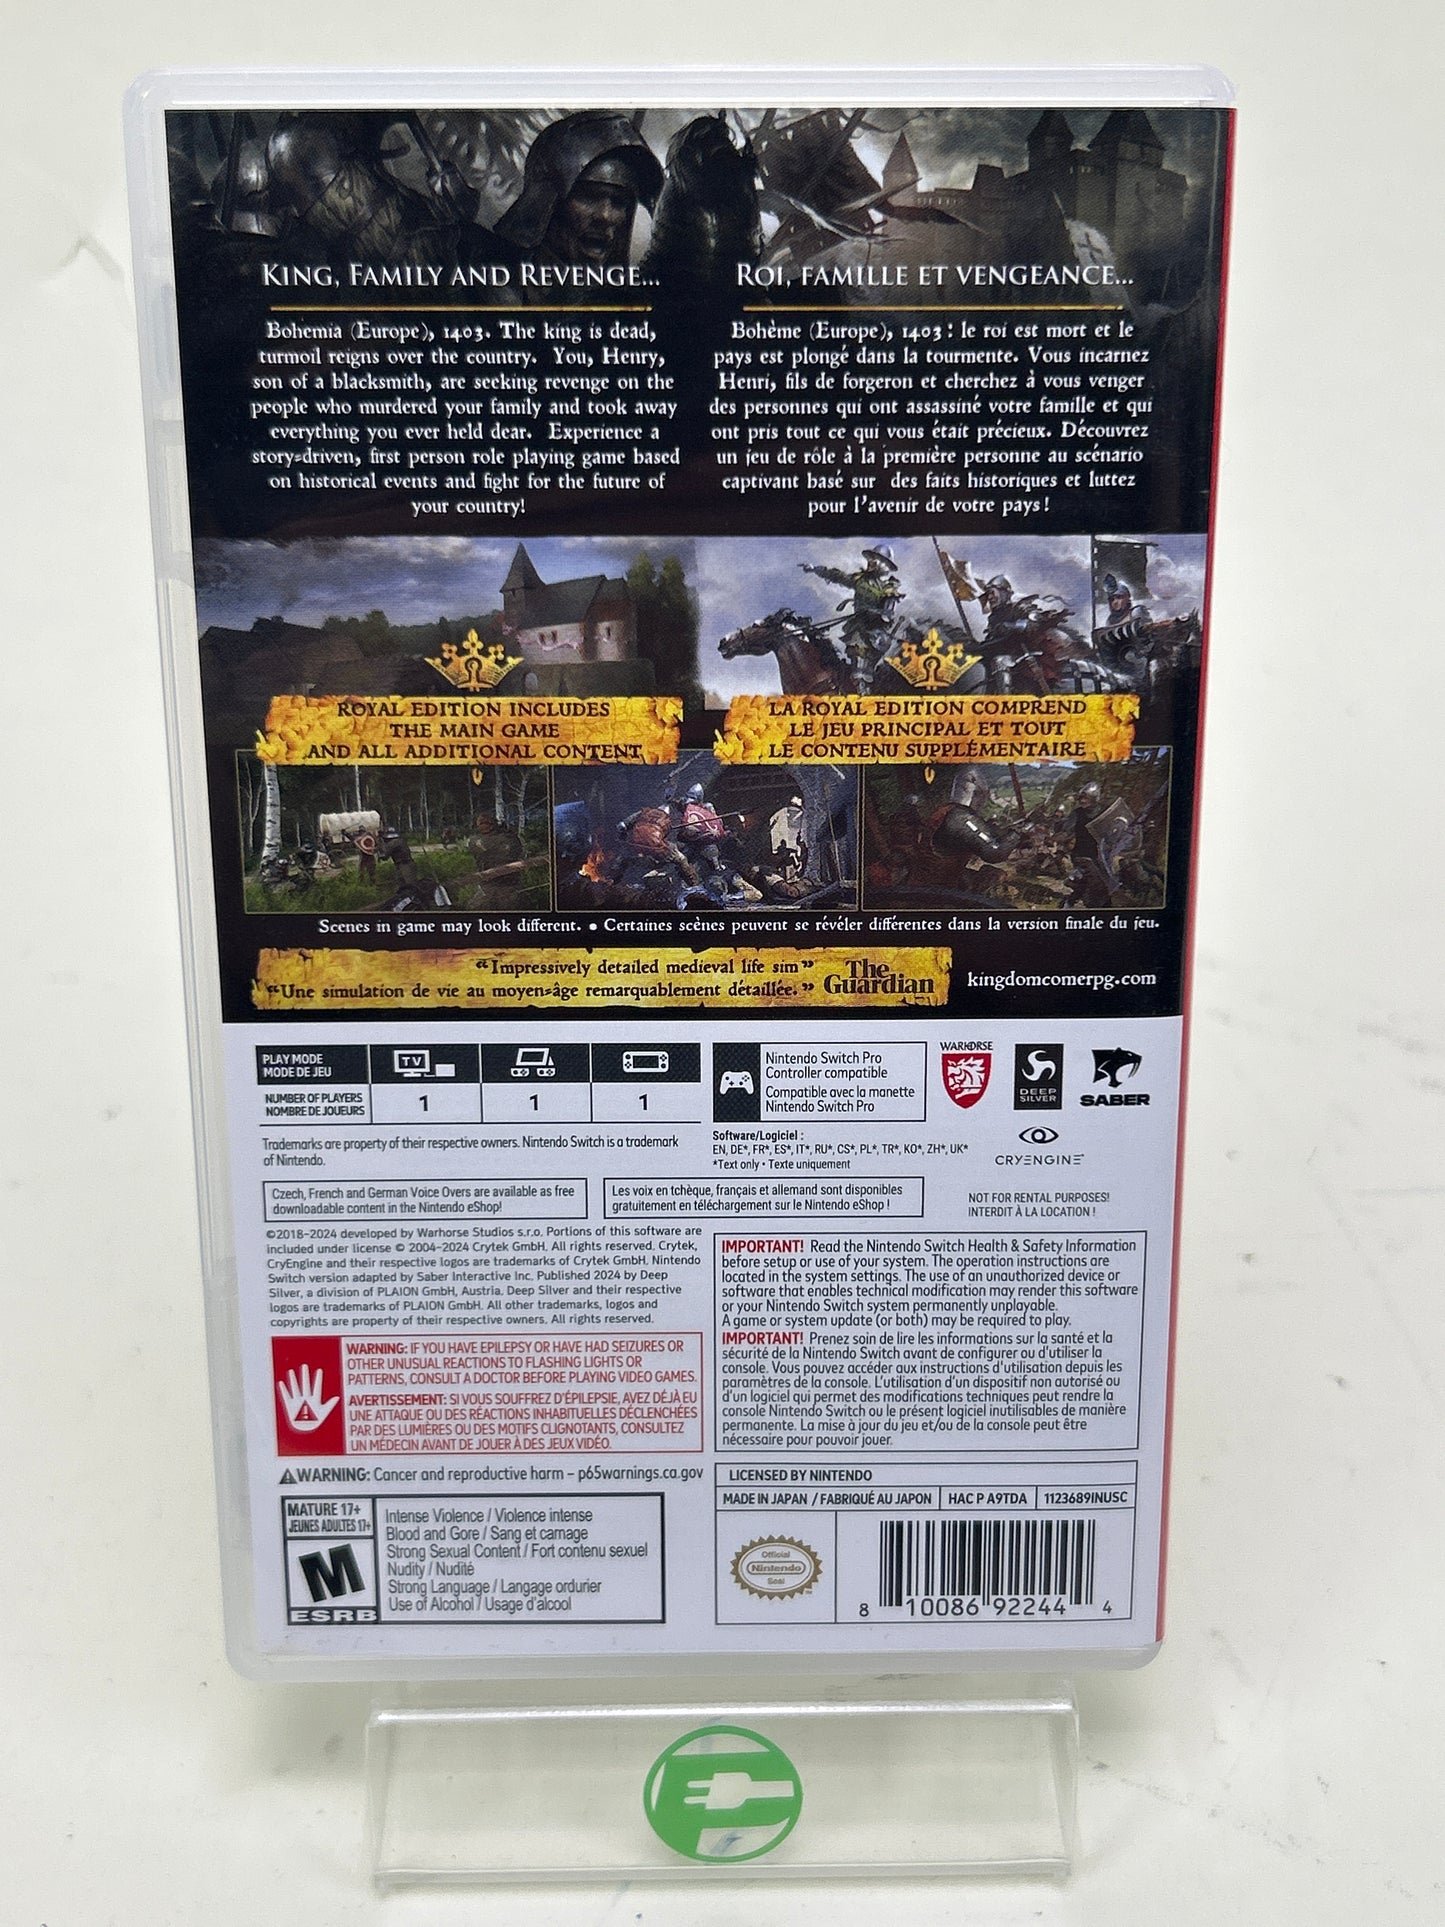 King, Family and Revenge...
Bohemia (Europe), 1403. The king is dead,
turmoil reigns over the country. You, Henry,
son of a blacksmith, are seeking revenge on the
people who murdered your family and took away
everything you ever held dear. Experience a
story-driven, first person role playing game based
on historical events and fight for the future of
your country!
Roi, famille et vengeance...
Bohème (Europe), 1403 : le roi est mort et le
pays est plongé dans la tourmente. Vous incarnez
Henri, fils de forgeron et cherchez à vous venger
des personnes qui ont assassiné votre famille et qui
ont pris tout ce qui vous était précieux. Découvrez
un jeu de rôle à la première personne au scénario
captivant basé sur des faits historiques et luttez
pour l'avenir de votre pays !
ROYAL EDITION INCLUDES
THE MAIN GAME
AND ALL ADDITIONAL CONTENT
LA ROYAL EDITION COMPREND
LE JEU PRINCIPAL ET TOUT
LE CONTENU SUPPLÉMENTAIRE
Scenes in game may look different. • Certaines scènes peuvent se révéler différentes dans la version finale du jeu.
“Impressively detailed medieval life sim”
“Une simulation de vie au moyen-âge remarquablement détaillée.”
The
Guardian
kingdomcomerpg.com
PLAY MODE
MODE DE JEU
TV
NUMBER OF PLAYERS
NOMBRE DE JOUEURS
1
1
1
Nintendo Switch Pro
Controller compatible
Compatible avec la manette
Nintendo Switch Pro
WARHORSE
DEEP
SILVER
SABER
CRYENGINE
Trademarks are property of their respective owners. Nintendo Switch is a trademark
of Nintendo.
Software/Logiciel :
EN, DE*, FR*, ES*, IT*, RU*, CS*, PL*, TR*, KO*, ZH*, UK*
*Text only • Texte uniquement
Czech, French and German Voice Overs are available as free
downloadable content in the Nintendo eShop!
Les voix en tchèque, français et allemand sont disponibles
gratuitement en téléchargement sur le Nintendo eShop !
NOT FOR RENTAL PURPOSES!
INTERDIT À LA LOCATION !
©2018-2024 developed by Warhorse Studios s.r.o. Portions of this software are
included under license © 2004-2024 Crytek GmbH. All rights reserved. Crytek,
CryEngine and their respective logos are trademarks of Crytek GmbH. Nintendo
Switch version adapted by Saber Interactive Inc. Published 2024 by Deep
Silver, a division of PLAION GmbH, Austria. Deep Silver and their respective
logos are trademarks of PLAION GmbH. All other trademarks, logos and
copyrights are property of their respective owners. All rights reserved.
IMPORTANT! Read the Nintendo Switch Health & Safety Information
before setup or use of your system. The operation instructions are
located in the system settings. The use of an unauthorized device or
software that enables technical modification may render this software
or your Nintendo Switch system permanently unplayable.
A game or system update (or both) may be required to play.
IMPORTANT! Prenez soin de lire les informations sur la santé et la
sécurité de la Nintendo Switch avant de configurer ou d'utiliser la
console. Vous pouvez accéder aux instructions d'utilisation depuis les
paramètres de la console. L'utilisation d'un dispositif non autorisé ou
d'un logiciel qui permet des modifications techniques peut rendre la
console Nintendo Switch ou le présent logiciel inutilisables de manière
permanente. La mise à jour du jeu et/ou de la console peut être
nécessaire pour pouvoir jouer.
WARNING: IF YOU HAVE EPILEPSY OR HAVE HAD SEIZURES OR
OTHER UNUSUAL REACTIONS TO FLASHING LIGHTS OR
PATTERNS, CONSULT A DOCTOR BEFORE PLAYING VIDEO GAMES.
AVERTISSEMENT: SI VOUS SOUFFREZ D'ÉPILEPSIE, AVEZ DÉJÀ EU
UNE ATTAQUE OU DES RÉACTIONS INHABITUELLES DÉCLENCHÉES
PAR DES LUMIÈRES OU DES MOTIFS CLIGNOTANTS, CONSULTEZ
UN MÉDECIN AVANT DE JOUER À DES JEUX VIDÉO.
WARNING: Cancer and reproductive harm – p65warnings.ca.gov
MATURE 17+
JEUNES ADULTES 17+
M
ESRB
Intense Violence / Violence intense
Blood and Gore / Sang et carnage
Strong Sexual Content / Fort contenu sexuel
Nudity / Nudité
Strong Language / Langage ordurier
Use of Alcohol / Usage d'alcool
LICENSED BY NINTENDO
MADE IN JAPAN / FABRIQUÉ AU JAPON
HAC P A9TDA
1123689INUSC
Official
Nintendo
Seal
8 10086 92244 4